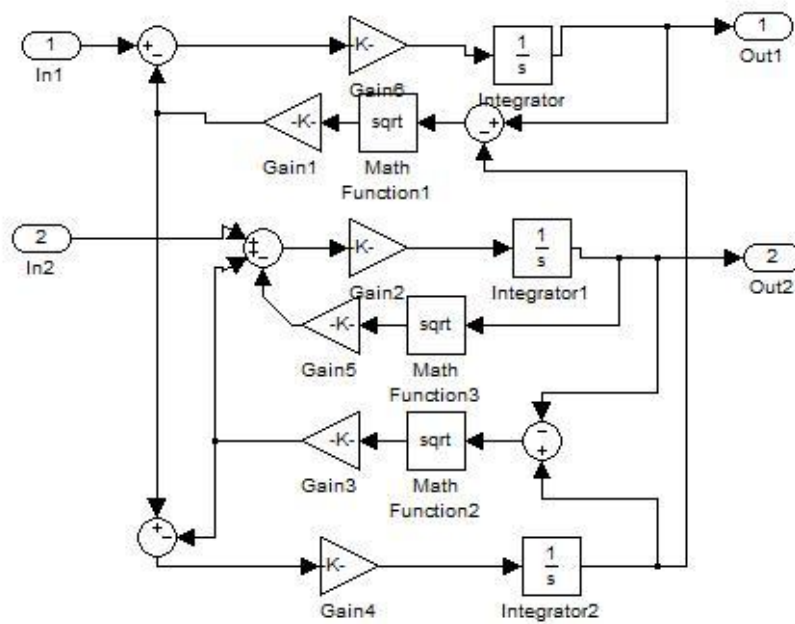 1
In1
+
-
K-
Gain6
1
s
Integrator
1
Out1
-K-
Gain1
sqrt
Math
Function1
-
+
2
In2
+
+
-
K-
Gain2
1
s
Integrator1
2
Out2
-K-
Gain5
sqrt
Math
Function3
-K-
Gain3
sqrt
Math
Function2
-
+
+
-
K-
Gain4
1
s
Integrator2